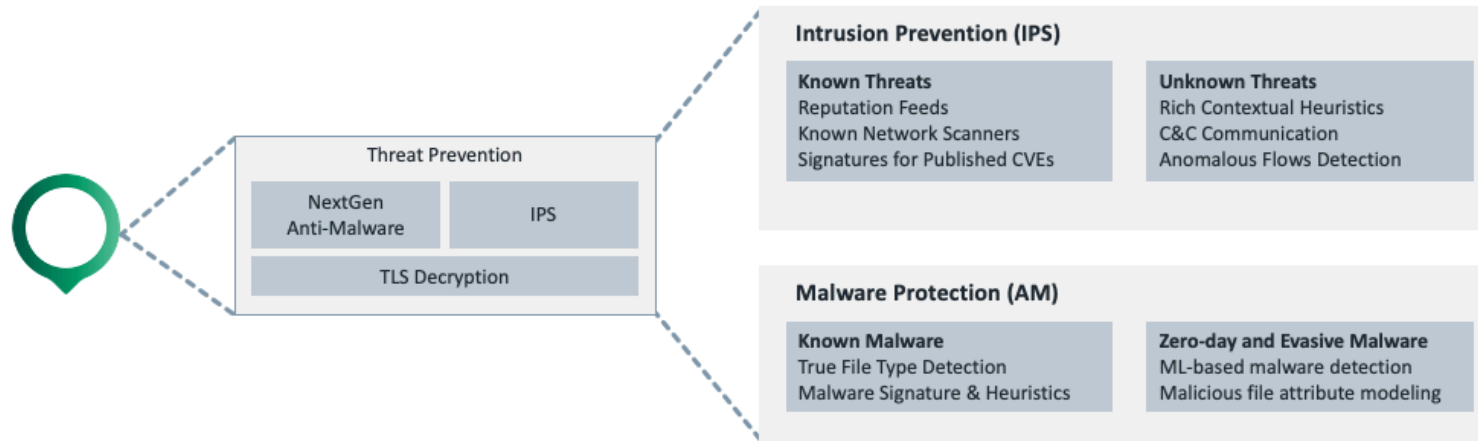 Threat Prevention
NextGen
Anti-Malware
IPS
TLS Decryption
Intrusion Prevention (IPS)
Known Threats
Reputation Feeds
Known Network Scanners
Signatures for Published CVEs
Unknown Threats
Rich Contextual Heuristics
C&C Communication
Anomalous Flows Detection
Malware Protection (AM)
Known Malware
True File Type Detection
Malware Signature & Heuristics
Zero-day and Evasive Malware
ML-based malware detection
Malicious file attribute modeling